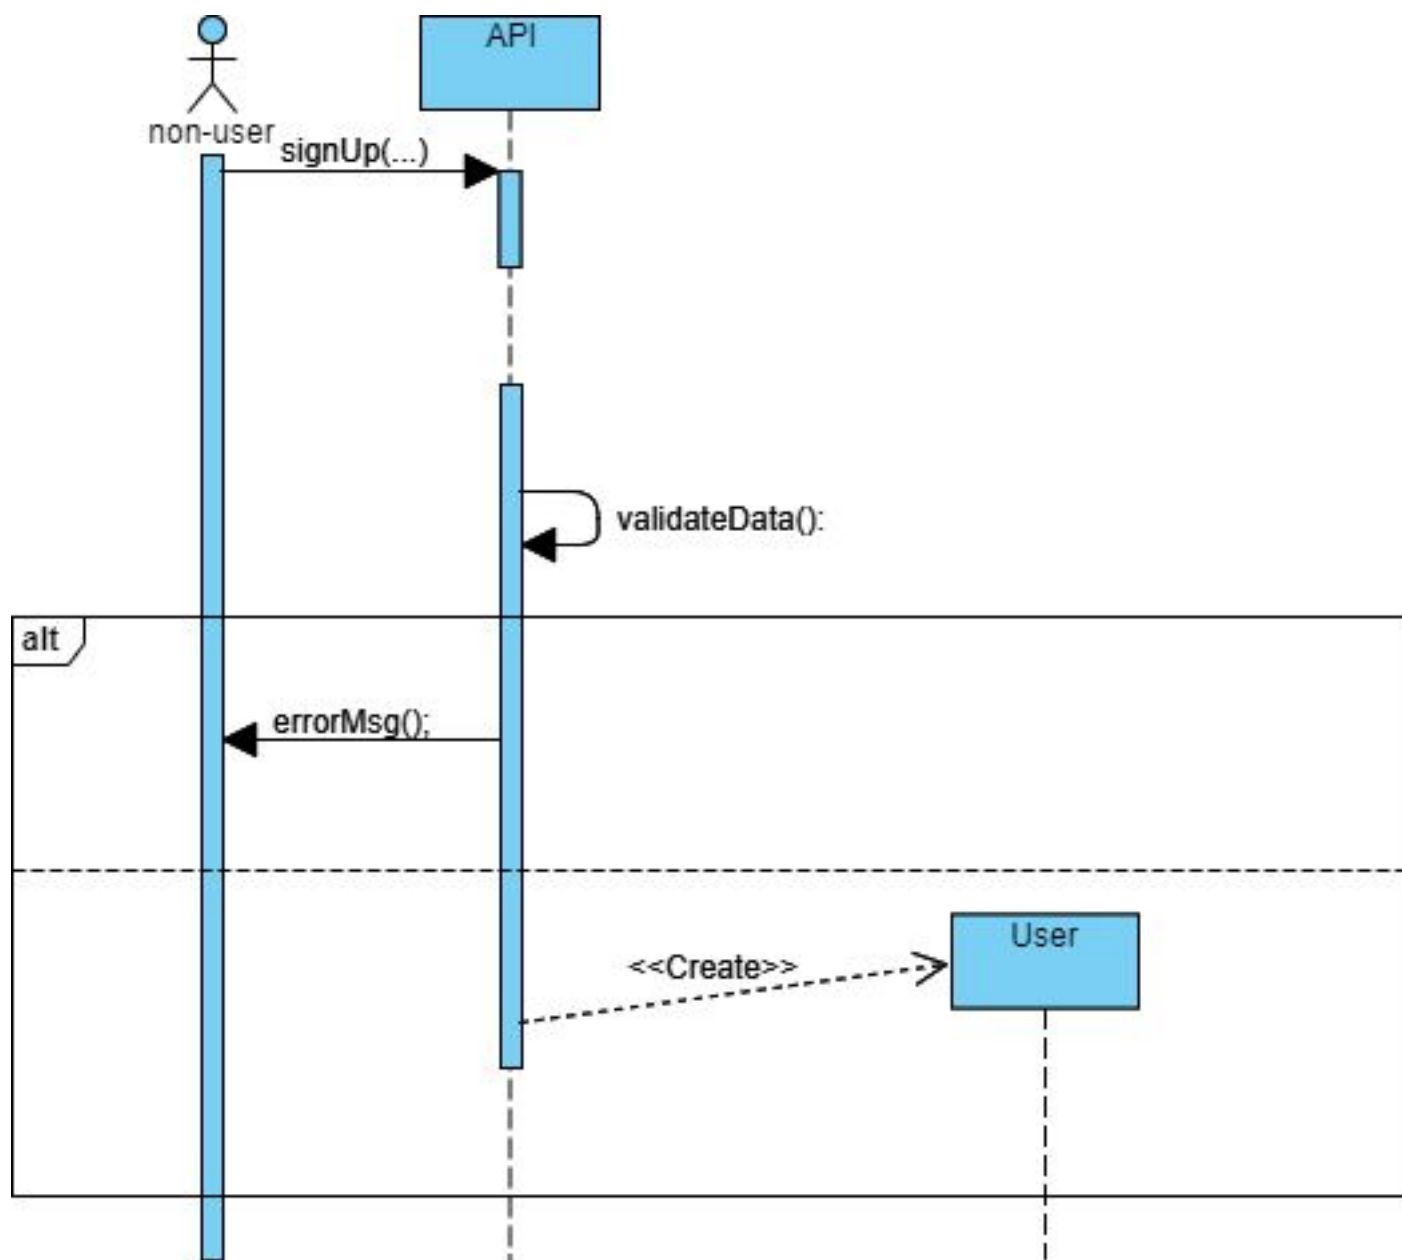 API
non-user
signUp(...)
validateData():
alt
errorMsg();
User
<<Create>>